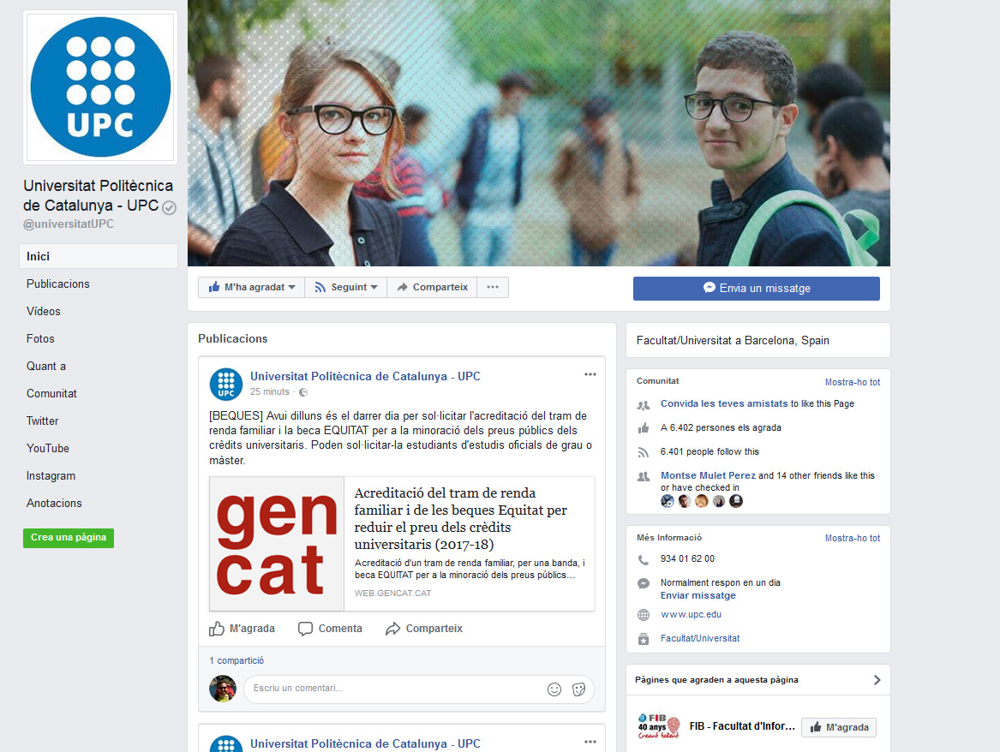 UPC
Universitat Politècnica
de Catalunya - UPC
@universitatUPC
Inici
Publicacions
Vídeos
Fotos
Quant a
Comunitat
Twitter
YouTube
Instagram
Anotacions
Crea una pàgina
M'ha agradat
Seguint
Comparteix
Envia un missatge
Publicacions
UPC
Universitat Politècnica de Catalunya - UPC
25 minuts ·
[BEQUES] Avui dilluns és el darrer dia per sol·licitar l'acreditació del tram de
renda familiar i la beca EQUITAT per a la minoració dels preus públics dels
crèdits universitaris. Poden sol·licitar-la estudiants d'estudis oficials de grau o
màster.
gen
cat
Acreditació del tram de renda
familiar i de les beques Equitat per
reduir el preu dels crèdits
universitaris (2017-18)
Acreditació d'un tram de renda familiar, per una banda, i
beca EQUITAT per a la minoració dels preus públics...
WEB.GENCAT.CAT
M'agrada
Comenta
Comparteix
1 compartició
Escriu un comentari...
Universitat Politècnica de Catalunya - UPC
Facultat/Universitat a Barcelona, Spain
Comunitat
Mostra-ho tot
Convida les teves amistats to like this Page
A 6.402 persones els agrada
6.401 people follow this
Montse Mulet Perez and 14 other friends like this
or have checked in
Més Informació
Mostra-ho tot
934 01 62 00
Normalment respon en un dia
Enviar missatge
www.upc.edu
Facultat/Universitat
Pàgines que agraden a aquesta pàgina
FIB
40 anys
Creant talent
FIB - Facultat d'Infor...
M'agrada